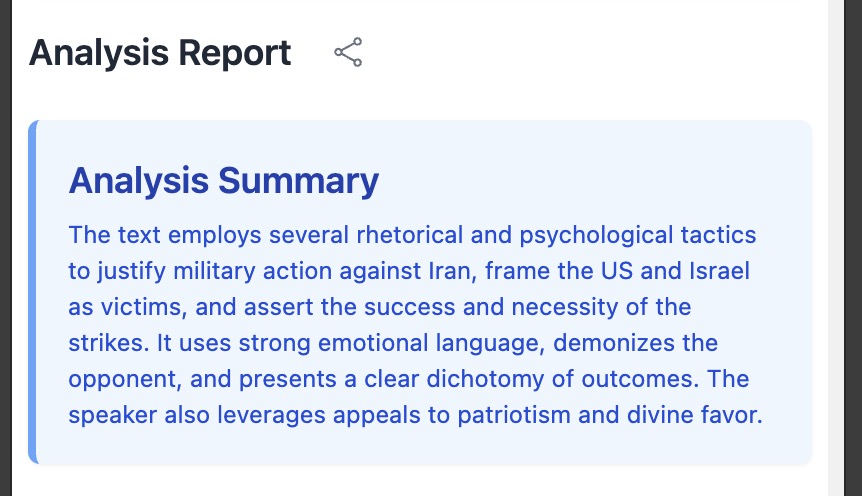 Analysis Report
Analysis Summary
The text employs several rhetorical and psychological tactics
to justify military action against Iran, frame the US and Israel
as victims, and assert the success and necessity of the
strikes. It uses strong emotional language, demonizes the
opponent, and presents a clear dichotomy of outcomes. The
speaker also leverages appeals to patriotism and divine favor.